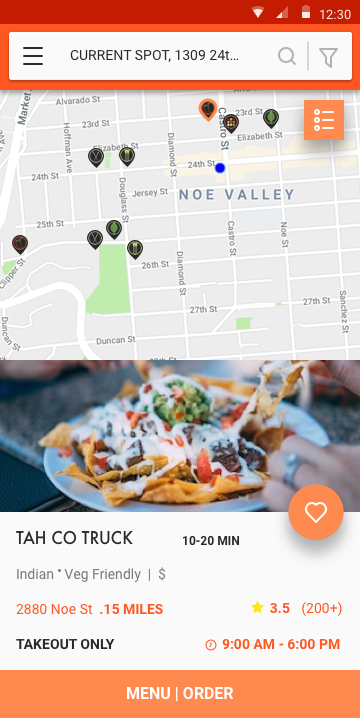 12:30
CURRENT SPOT, 1309 24t...
Market
Alvarado St
23rd St
Castro St
23rd St
Elizabeth St
Hoffman Ave
Elizabeth St
Diamond St
24th St
24th St
Douglass St
Jersey St
NOE VALLEY
25th St
Castro St
Noe St
Clipper St
26th St
Diamond St
27th St
27th St
Sanchez St
Duncan St
Duncan St
TAH CO TRUCK
10-20 MIN
Indian * Veg Friendly | $
2880 Noe St .15 MILES
3.5 (200+)
TAKEOUT ONLY
9:00 AM - 6:00 PM
MENU | ORDER